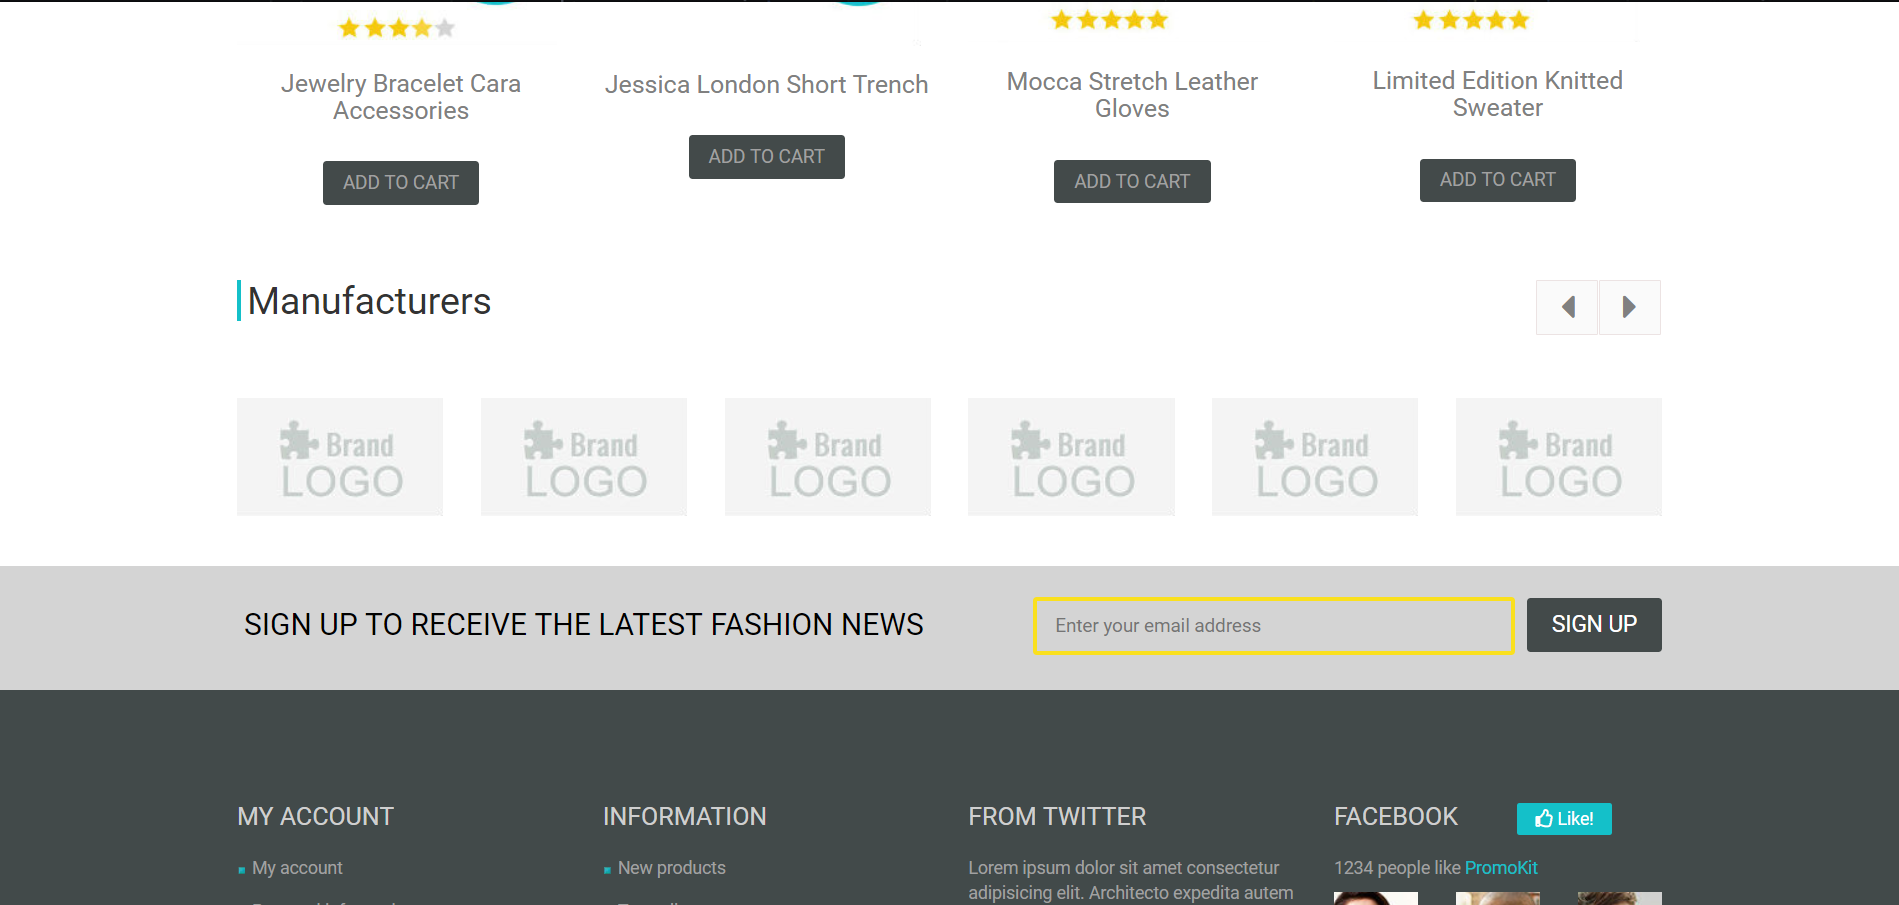 Jewelry Bracelet Cara
Accessories
ADD TO CART
Jessica London Short Trench
ADD TO CART
Mocca Stretch Leather
Gloves
ADD TO CART
Limited Edition Knitted
Sweater
ADD TO CART
Manufacturers
Brand
LOGO
Brand
LOGO
Brand
LOGO
Brand
LOGO
Brand
LOGO
Brand
LOGO
SIGN UP TO RECEIVE THE LATEST FASHION NEWS
Enter your email address
SIGN UP
MY ACCOUNT
My account
INFORMATION
New products
FROM TWITTER
Lorem ipsum dolor sit amet consectetur
adipisicing elit. Architecto expedita autem
FACEBOOK
Like!
1234 people like PromoKit